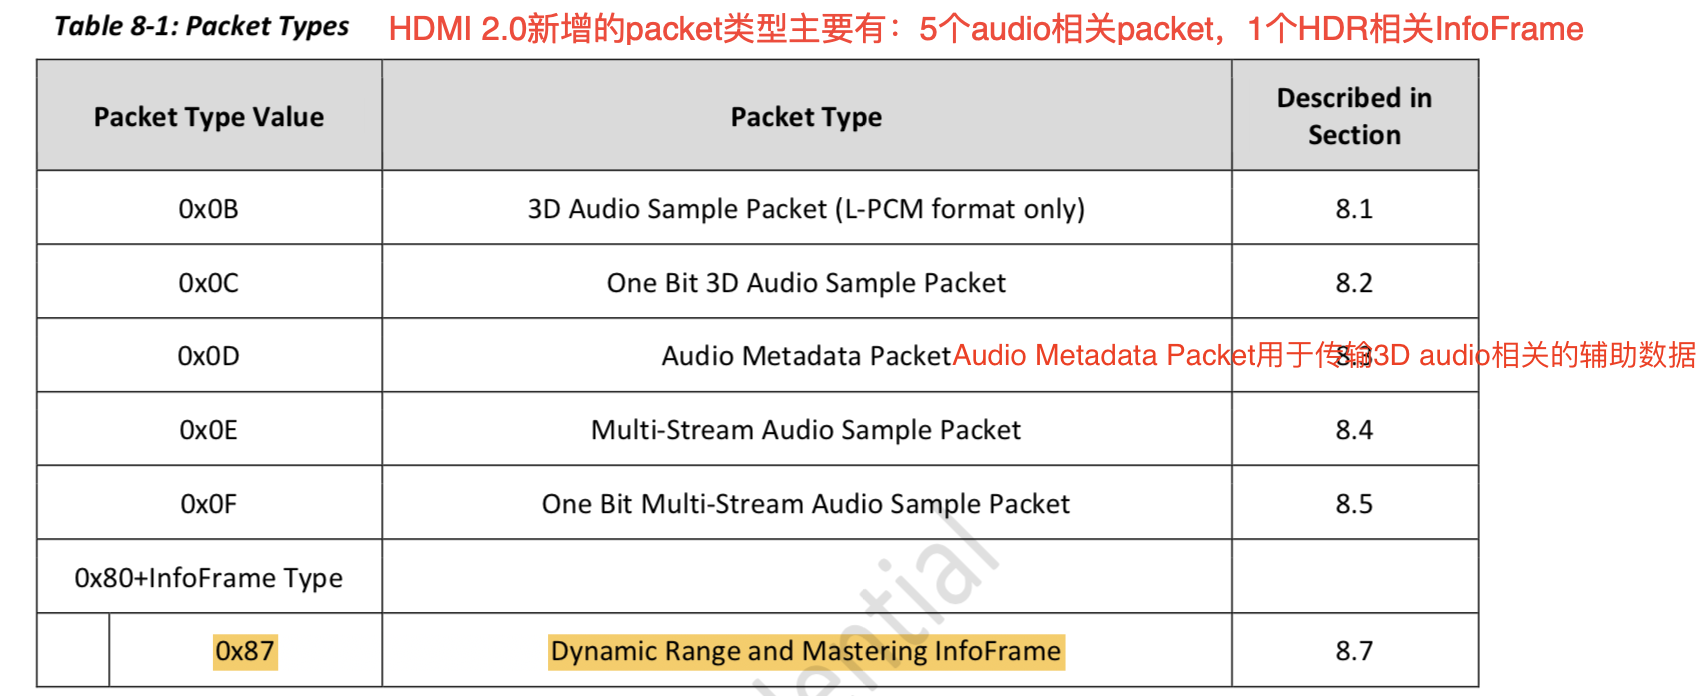 Table 8-1: Packet Types HDMI 2.0新增的packet类型主要有：5个audio相关packet，1个HDR相关InfoFrame
Packet Type Value Packet Type Described in
Section
0x0B 3D Audio Sample Packet (L-PCM format only) 8.1
0x0C One Bit 3D Audio Sample Packet 8.2
0x0D Audio Metadata Packet Audio Metadata Packet用于传输3D audio相关的辅助数据 8.3
0x0E Multi-Stream Audio Sample Packet 8.4
0x0F One Bit Multi-Stream Audio Sample Packet 8.5
0x80+InfoFrame Type
0x87 Dynamic Range and Mastering InfoFrame 8.7
ential